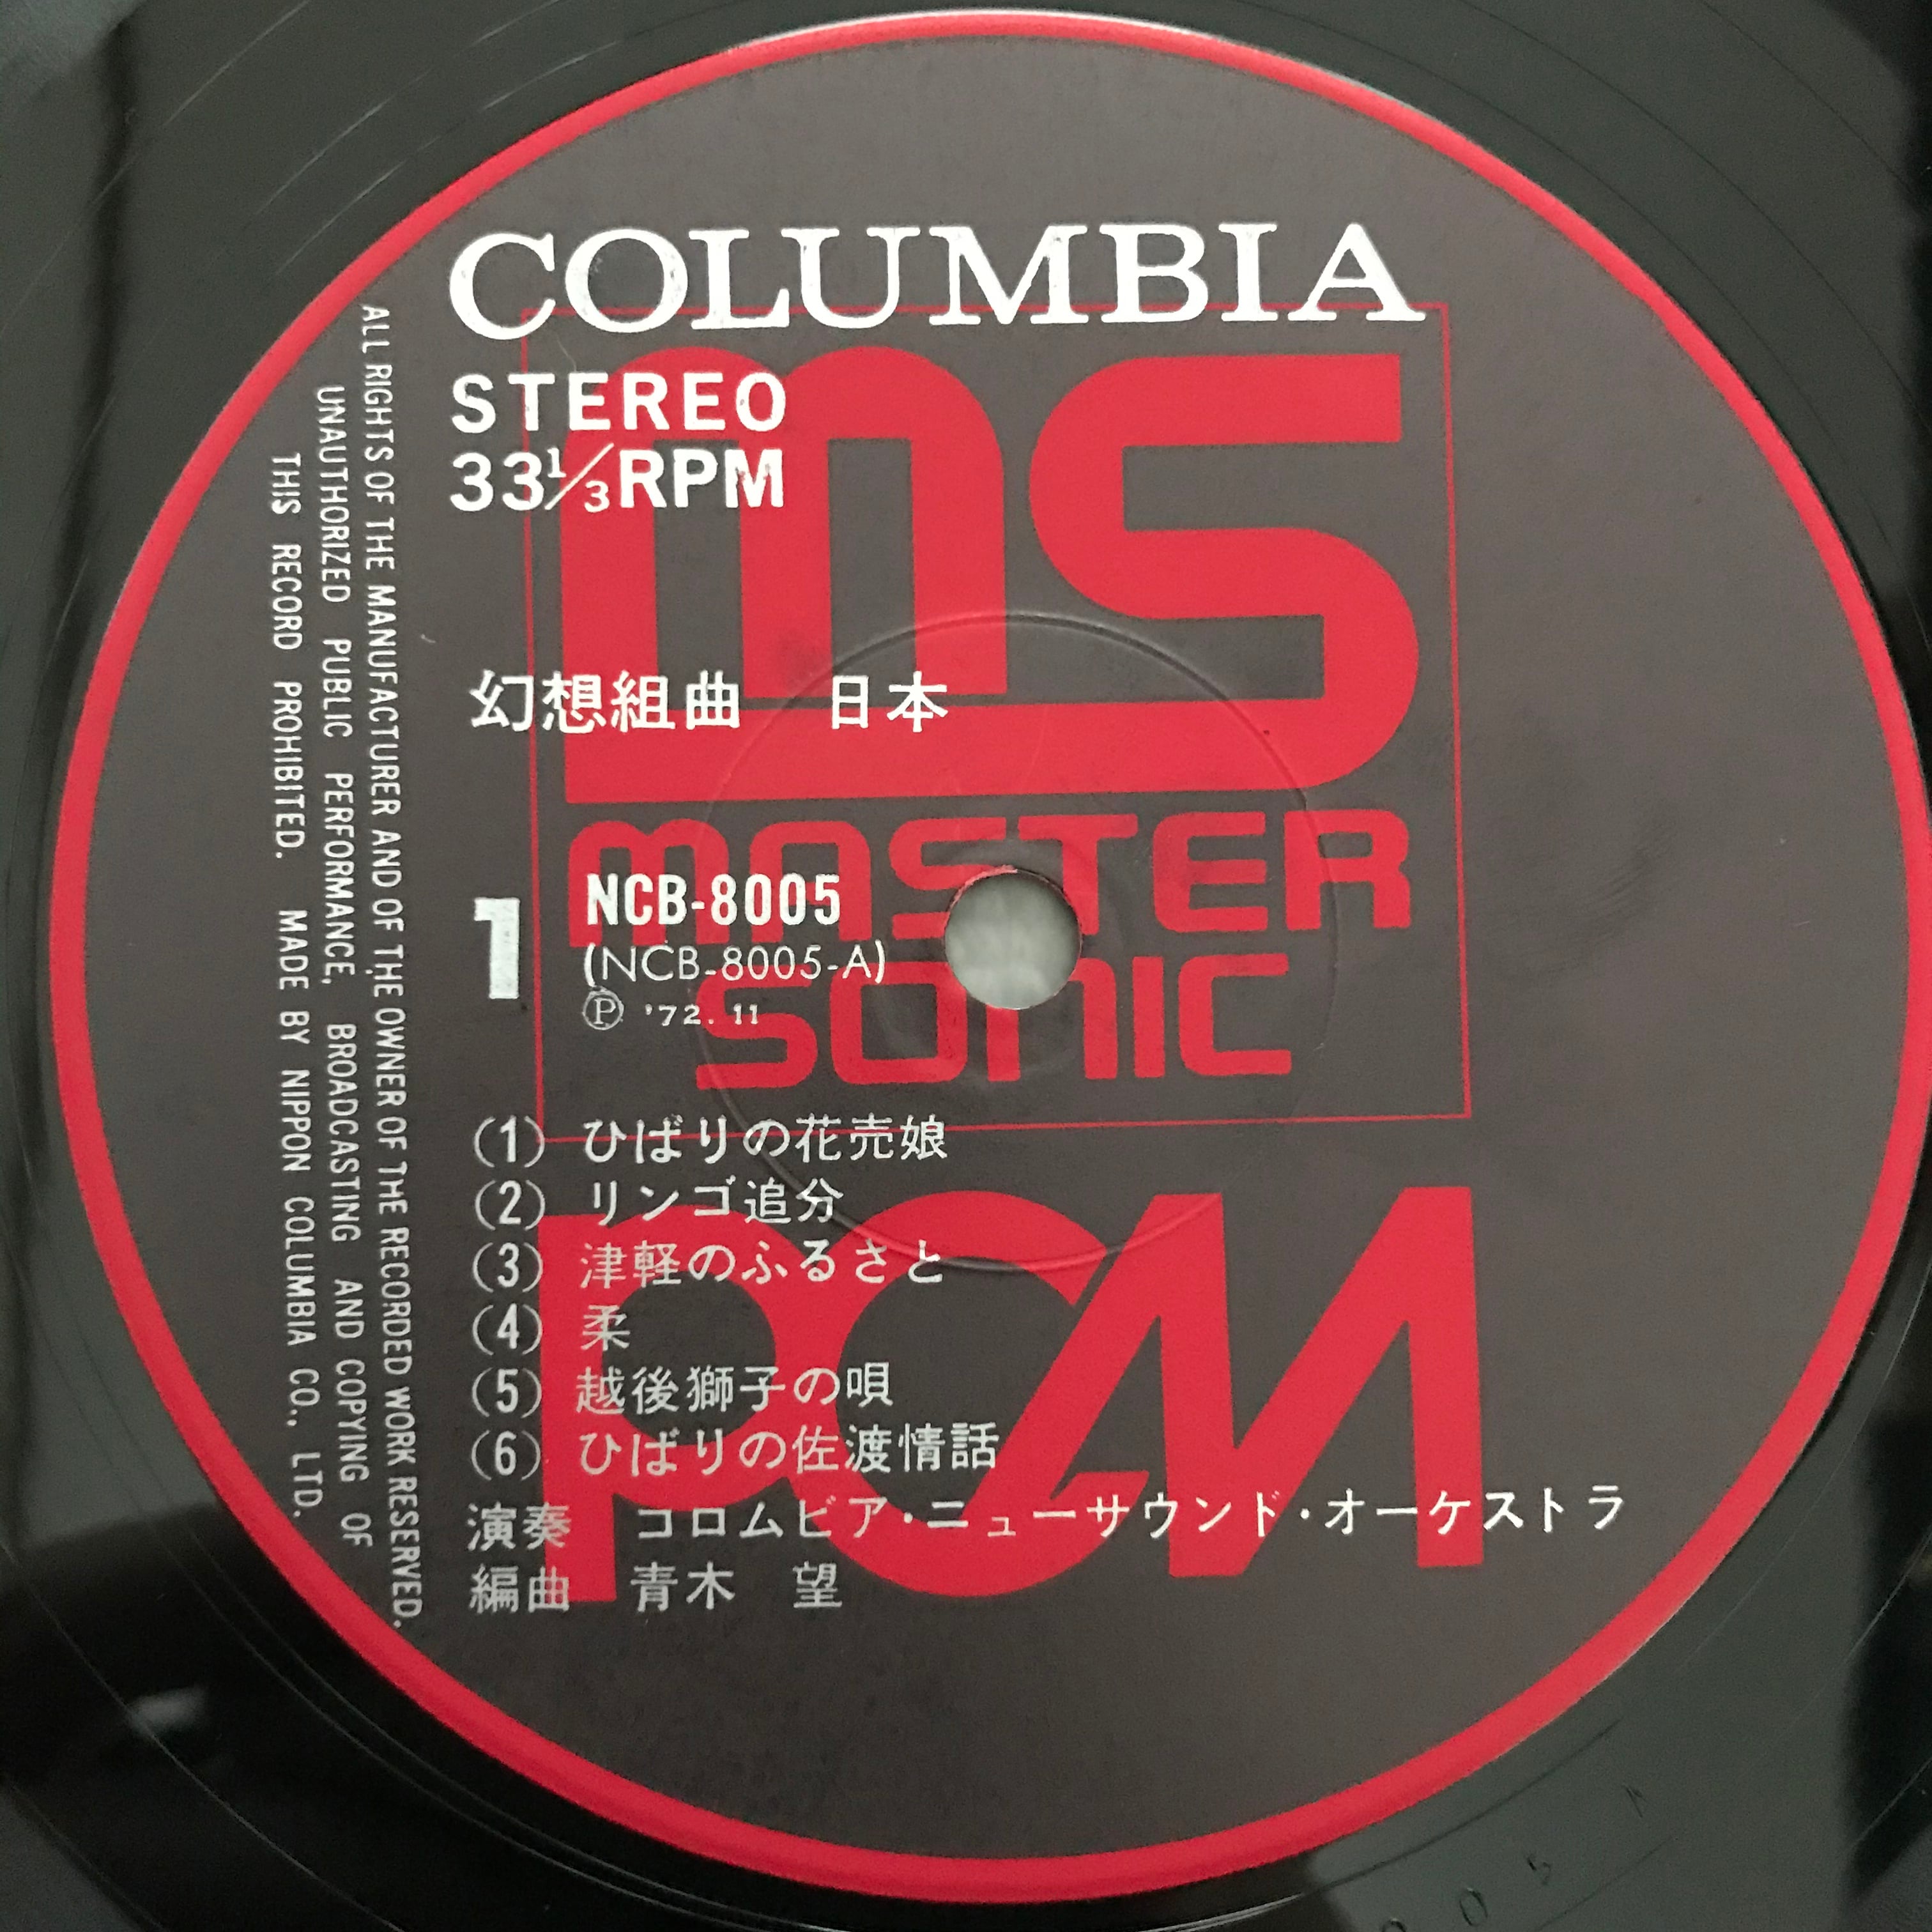 COLUMBIA
STEREO
33⅓RPM
MS
MASTER
SONIC
PCM
幻想組曲　日本
1
NCB-8005
(NCB-8005-A)
Ⓟ '72. 11
(1) ひばりの花売娘
(2) リンゴ追分
(3) 津軽のふるさと
(4) 柔
(5) 越後獅子の唄
(6) ひばりの佐渡情話
演奏　コロムビア・ニューサウンド・オーケストラ
編曲　青木　望
ALL RIGHTS OF THE MANUFACTURER AND OF THE OWNER OF THE RECORDED WORK RESERVED.
UNAUTHORIZED PUBLIC PERFORMANCE, BROADCASTING AND COPYING OF
THIS RECORD PROHIBITED. MADE BY NIPPON COLUMBIA CO., LTD.